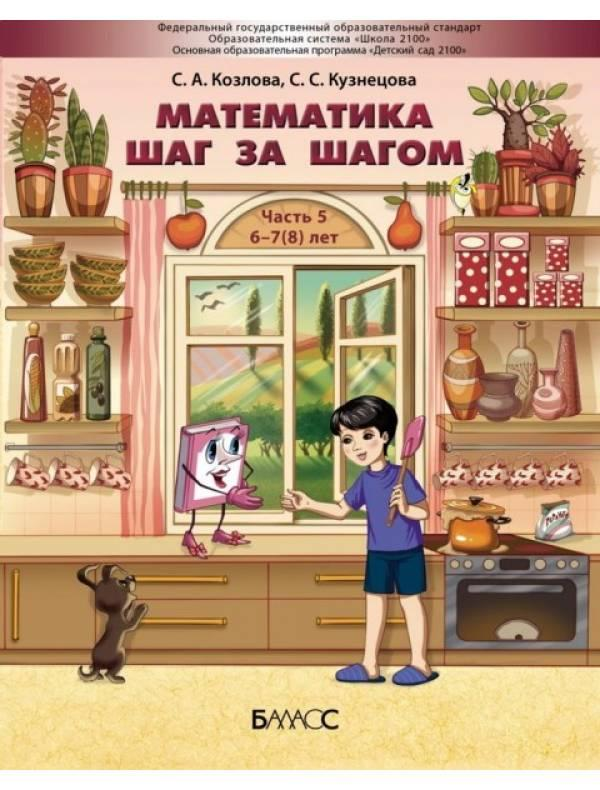 Федеральный государственный образовательный стандарт
Образовательная система «Школа 2100»
Основная образовательная программа «Детский сад 2100»
С. А. Козлова, С. С. Кузнецова
МАТЕМАТИКА
ШАГ ЗА ШАГОМ
Часть 5
6–7(8) лет
БАЛАСС